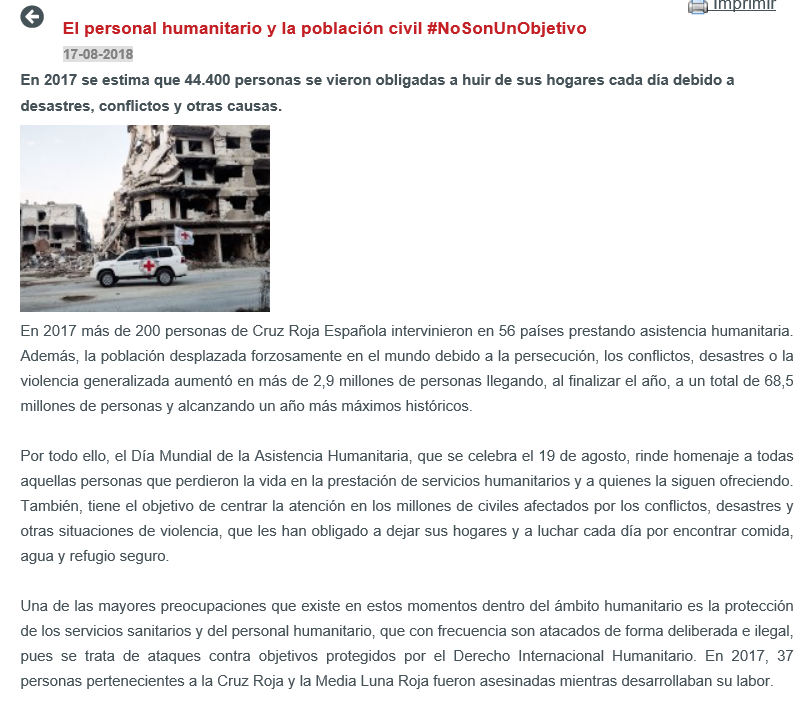 Imprimir
El personal humanitario y la población civil #NoSonUnObjetivo
17-08-2018
En 2017 se estima que 44.400 personas se vieron obligadas a huir de sus hogares cada día debido a
desastres, conflictos y otras causas.
En 2017 más de 200 personas de Cruz Roja Española intervinieron en 56 países prestando asistencia humanitaria.
Además, la población desplazada forzosamente en el mundo debido a la persecución, los conflictos, desastres o la
violencia generalizada aumentó en más de 2,9 millones de personas llegando, al finalizar el año, a un total de 68,5
millones de personas y alcanzando un año más máximos históricos.
Por todo ello, el Día Mundial de la Asistencia Humanitaria, que se celebra el 19 de agosto, rinde homenaje a todas
aquellas personas que perdieron la vida en la prestación de servicios humanitarios y a quienes la siguen ofreciendo.
También, tiene el objetivo de centrar la atención en los millones de civiles afectados por los conflictos, desastres y
otras situaciones de violencia, que les han obligado a dejar sus hogares y a luchar cada día por encontrar comida,
agua y refugio seguro.
Una de las mayores preocupaciones que existe en estos momentos dentro del ámbito humanitario es la protección
de los servicios sanitarios y del personal humanitario, que con frecuencia son atacados de forma deliberada e ilegal,
pues se trata de ataques contra objetivos protegidos por el Derecho Internacional Humanitario. En 2017, 37
personas pertenecientes a la Cruz Roja y la Media Luna Roja fueron asesinadas mientras desarrollaban su labor.